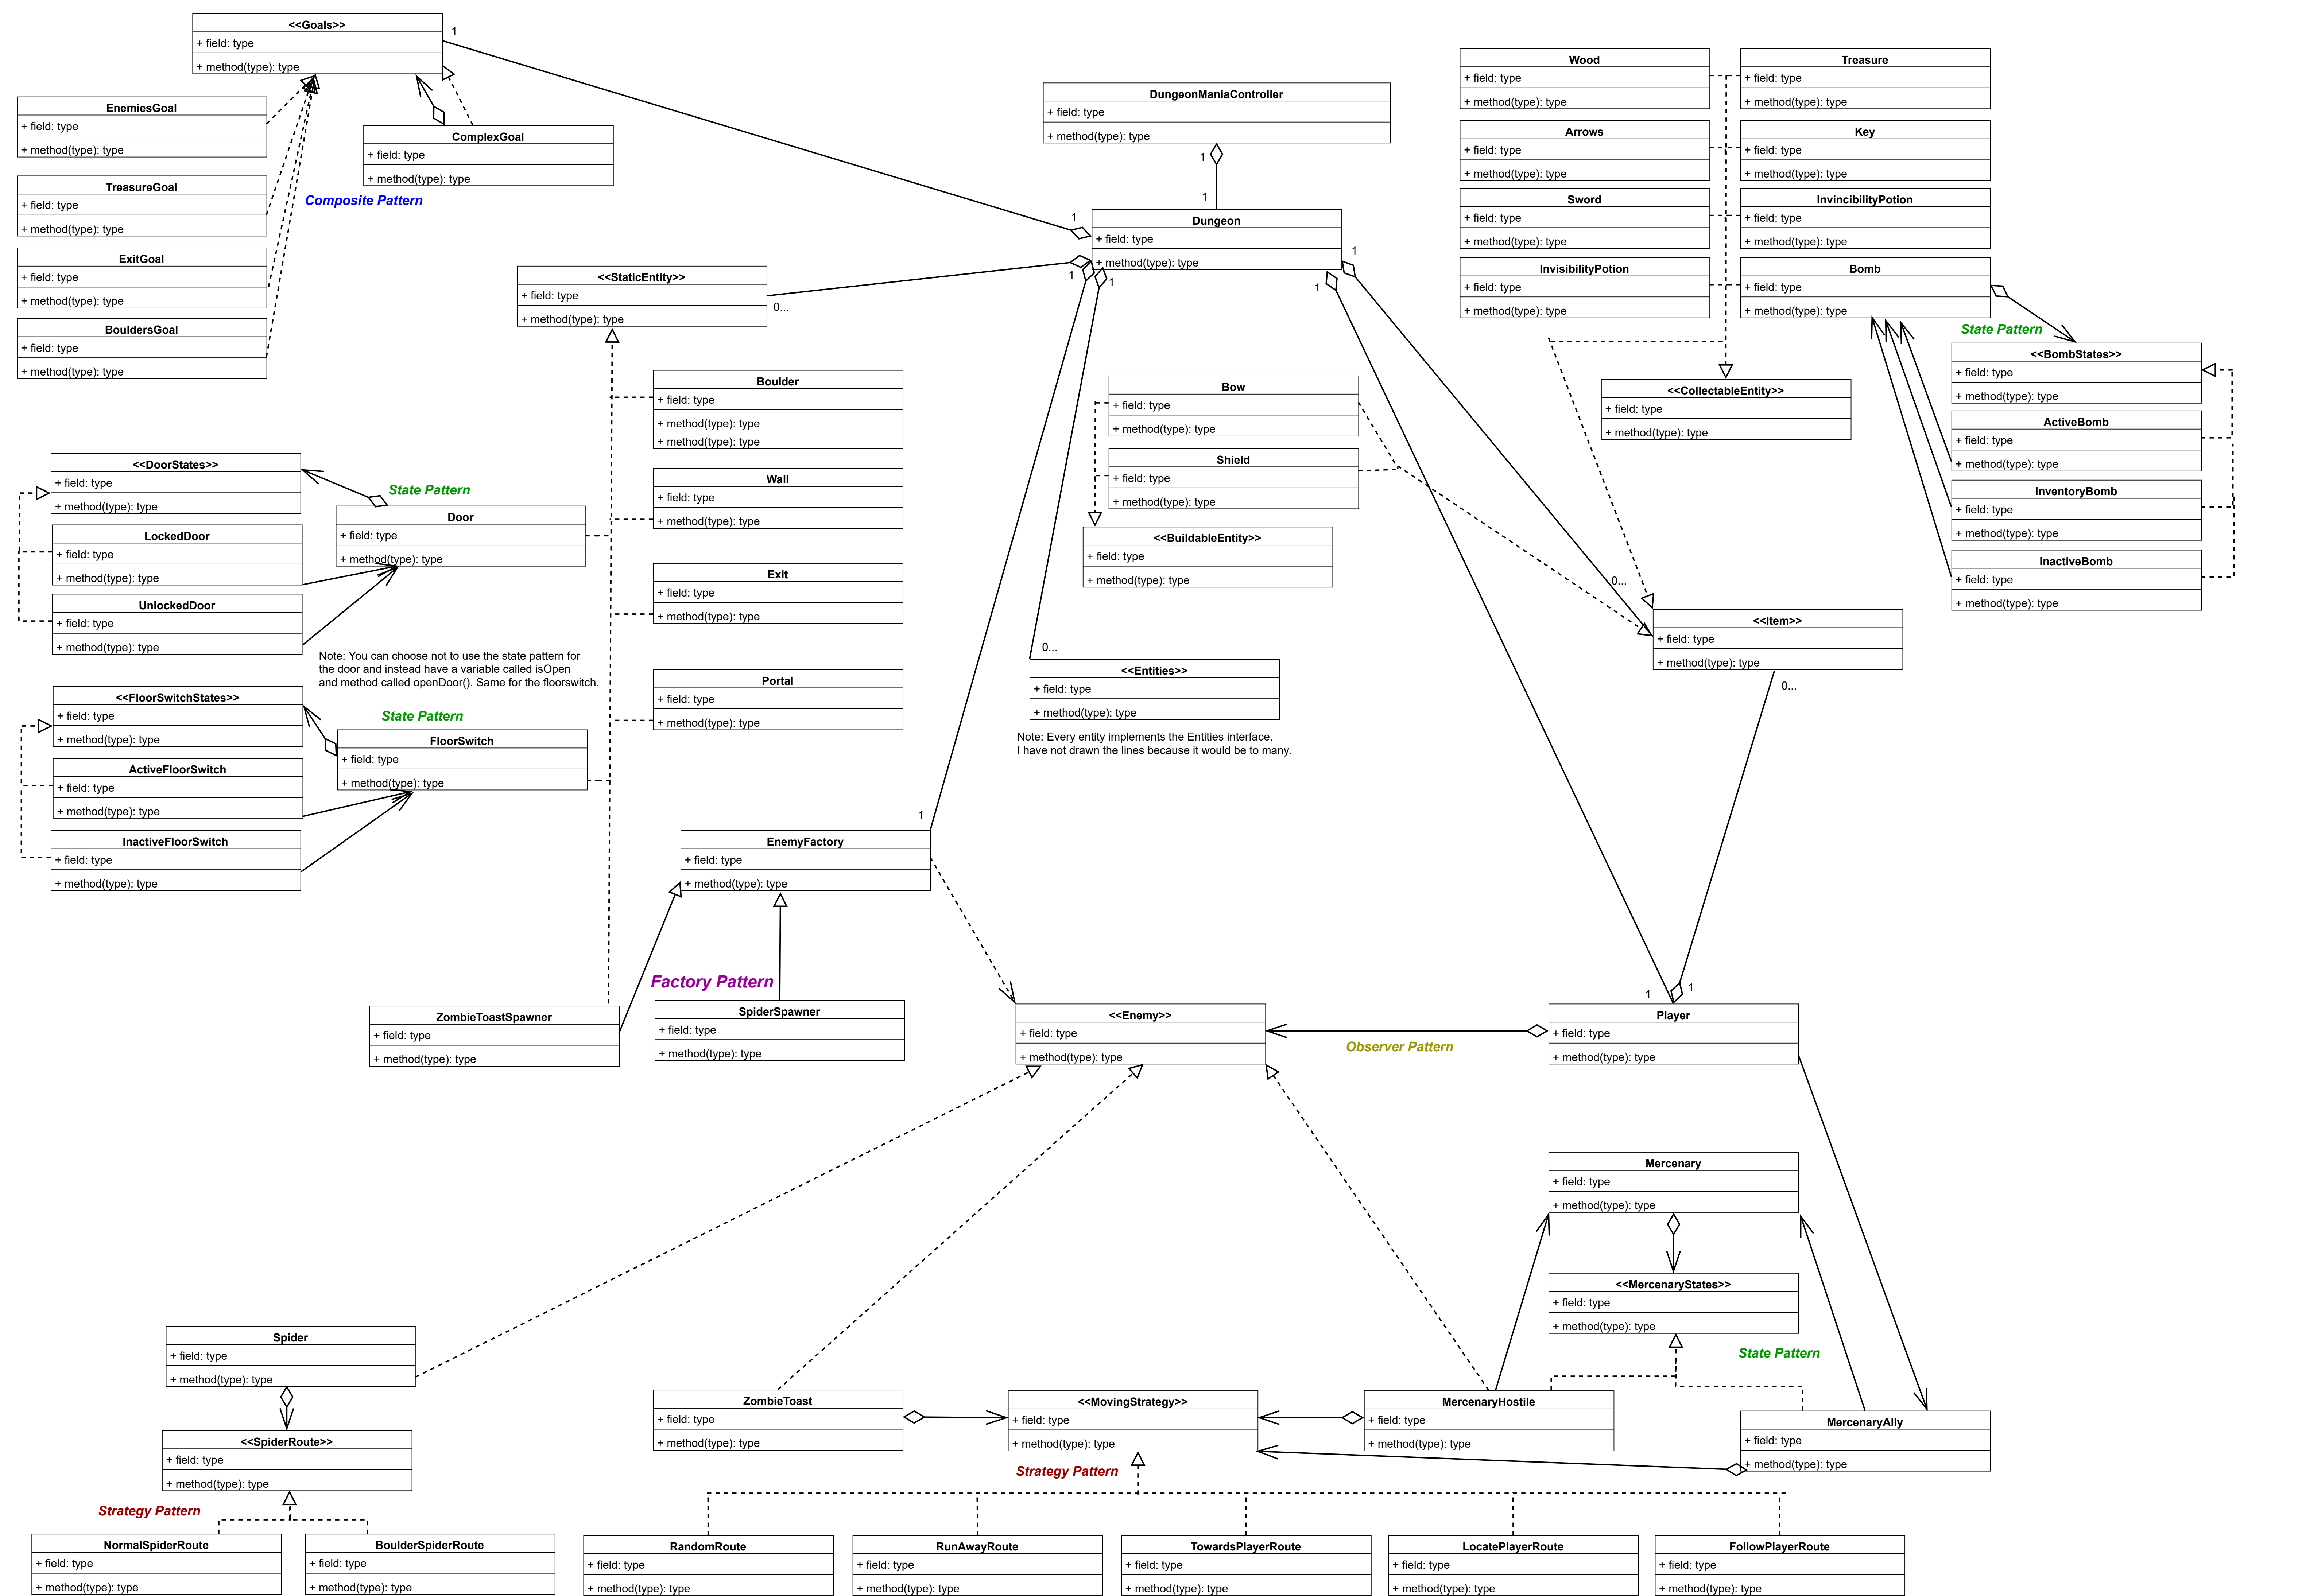 <<Goals>>
+ field: type
+ method(type): type
1
EnemiesGoal
+ field: type
+ method(type): type
ComplexGoal
+ field: type
+ method(type): type
TreasureGoal
+ field: type
+ method(type): type
Composite Pattern
ExitGoal
+ field: type
+ method(type): type
BouldersGoal
+ field: type
+ method(type): type
DungeonManiaController
+ field: type
+ method(type): type
1
1
Dungeon
+ field: type
+ method(type): type
1
1
1
1
1
Wood
+ field: type
+ method(type): type
Treasure
+ field: type
+ method(type): type
Arrows
+ field: type
+ method(type): type
Key
+ field: type
+ method(type): type
Sword
+ field: type
+ method(type): type
InvincibilityPotion
+ field: type
+ method(type): type
InvisibilityPotion
+ field: type
+ method(type): type
Bomb
+ field: type
+ method(type): type
State Pattern
<<BombStates>>
+ field: type
+ method(type): type
ActiveBomb
+ field: type
+ method(type): type
InventoryBomb
+ field: type
+ method(type): type
InactiveBomb
+ field: type
+ method(type): type
<<CollectableEntity>>
+ field: type
+ method(type): type
<<StaticEntity>>
+ field: type
+ method(type): type
0...
Boulder
+ field: type
+ method(type): type
+ method(type): type
Wall
+ field: type
+ method(type): type
Exit
+ field: type
+ method(type): type
Portal
+ field: type
+ method(type): type
Bow
+ field: type
+ method(type): type
Shield
+ field: type
+ method(type): type
<<BuildableEntity>>
+ field: type
+ method(type): type
0...
<<Item>>
+ field: type
+ method(type): type
0...
0...
<<Entities>>
+ field: type
+ method(type): type
Note: Every entity implements the Entities interface.
I have not drawn the lines because it would be to many.
<<DoorStates>>
+ field: type
+ method(type): type
State Pattern
Door
+ field: type
+ method(type): type
LockedDoor
+ field: type
+ method(type): type
UnlockedDoor
+ field: type
+ method(type): type
Note: You can choose not to use the state pattern for
the door and instead have a variable called isOpen
and method called openDoor(). Same for the floorswitch.
<<FloorSwitchStates>>
+ field: type
+ method(type): type
State Pattern
FloorSwitch
+ field: type
+ method(type): type
ActiveFloorSwitch
+ field: type
+ method(type): type
InactiveFloorSwitch
+ field: type
+ method(type): type
1
EnemyFactory
+ field: type
+ method(type): type
Factory Pattern
ZombieToastSpawner
+ field: type
+ method(type): type
SpiderSpawner
+ field: type
+ method(type): type
<<Enemy>>
+ field: type
+ method(type): type
Observer Pattern
1
1
Player
+ field: type
+ method(type): type
Mercenary
+ field: type
+ method(type): type
<<MercenaryStates>>
+ field: type
+ method(type): type
State Pattern
Spider
+ field: type
+ method(type): type
<<SpiderRoute>>
+ field: type
+ method(type): type
Strategy Pattern
NormalSpiderRoute
+ field: type
+ method(type): type
BoulderSpiderRoute
+ field: type
+ method(type): type
ZombieToast
+ field: type
+ method(type): type
<<MovingStrategy>>
+ field: type
+ method(type): type
MercenaryHostile
+ field: type
+ method(type): type
MercenaryAlly
+ field: type
+ method(type): type
Strategy Pattern
RandomRoute
+ field: type
+ method(type): type
RunAwayRoute
+ field: type
+ method(type): type
TowardsPlayerRoute
+ field: type
+ method(type): type
LocatePlayerRoute
+ field: type
+ method(type): type
FollowPlayerRoute
+ field: type
+ method(type): type